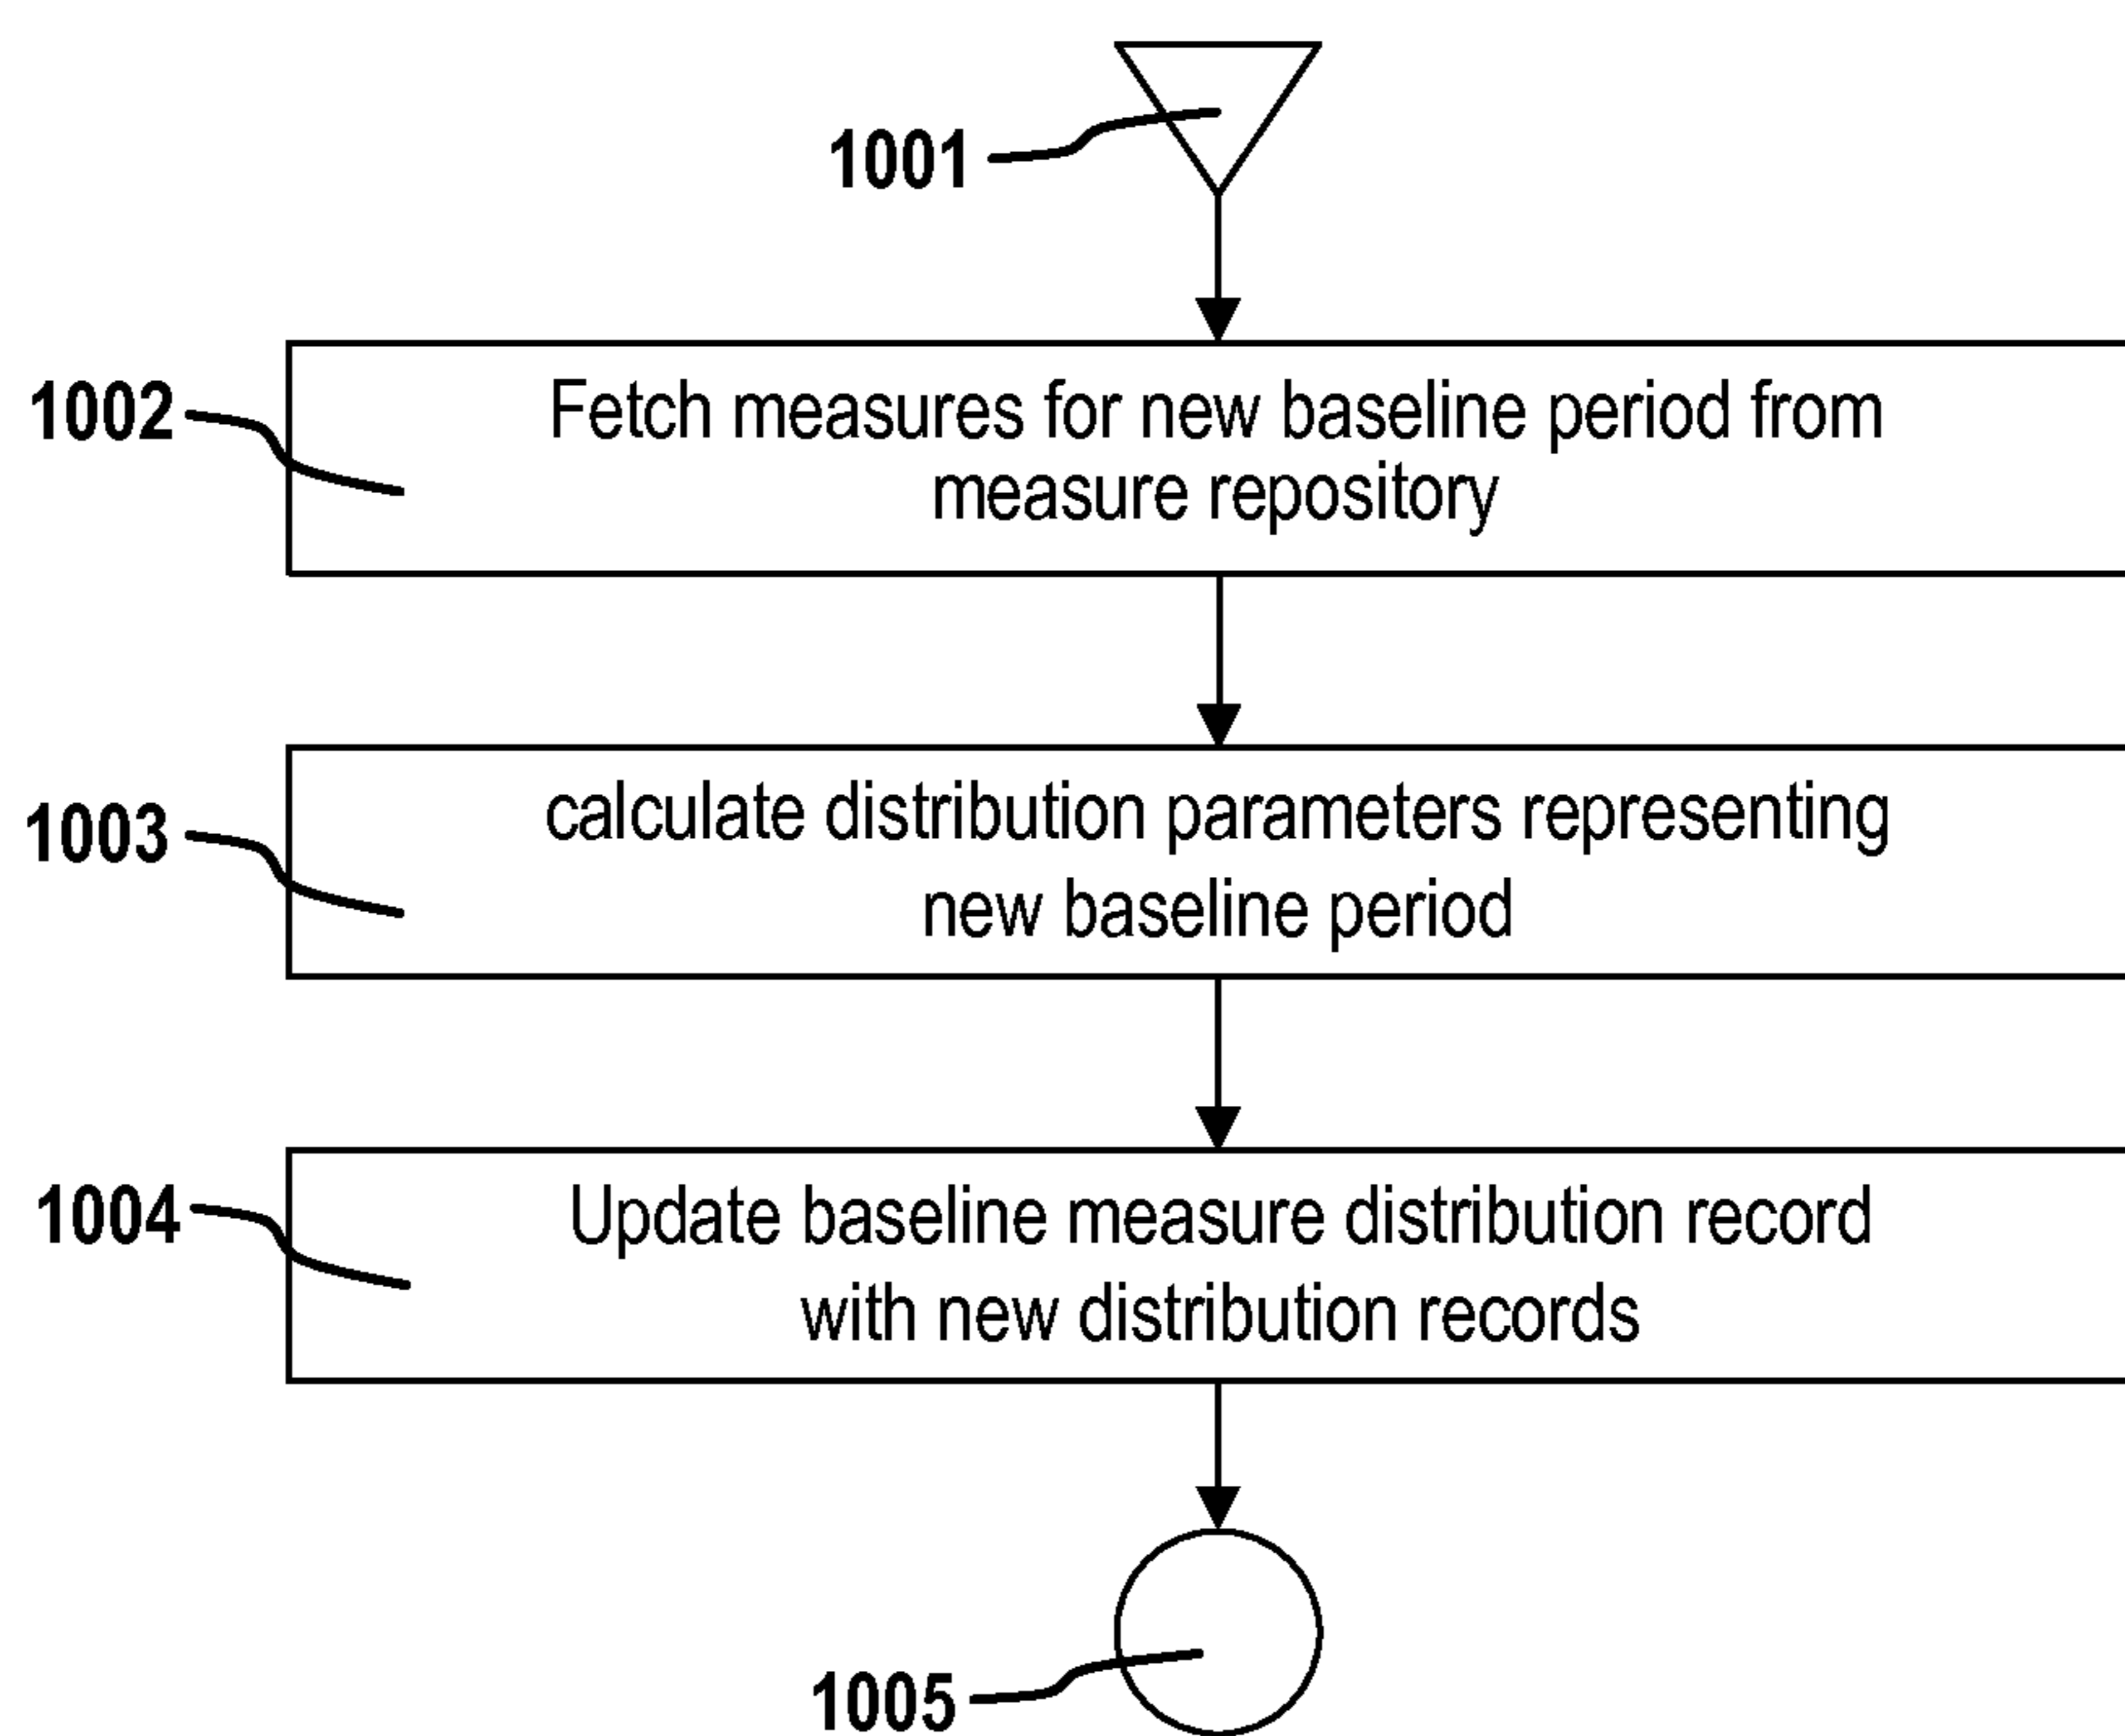 1001
1002
Fetch measures for new baseline period from
measure repository
1003
calculate distribution parameters representing
new baseline period
1004
Update baseline measure distribution record
with new distribution records
1005